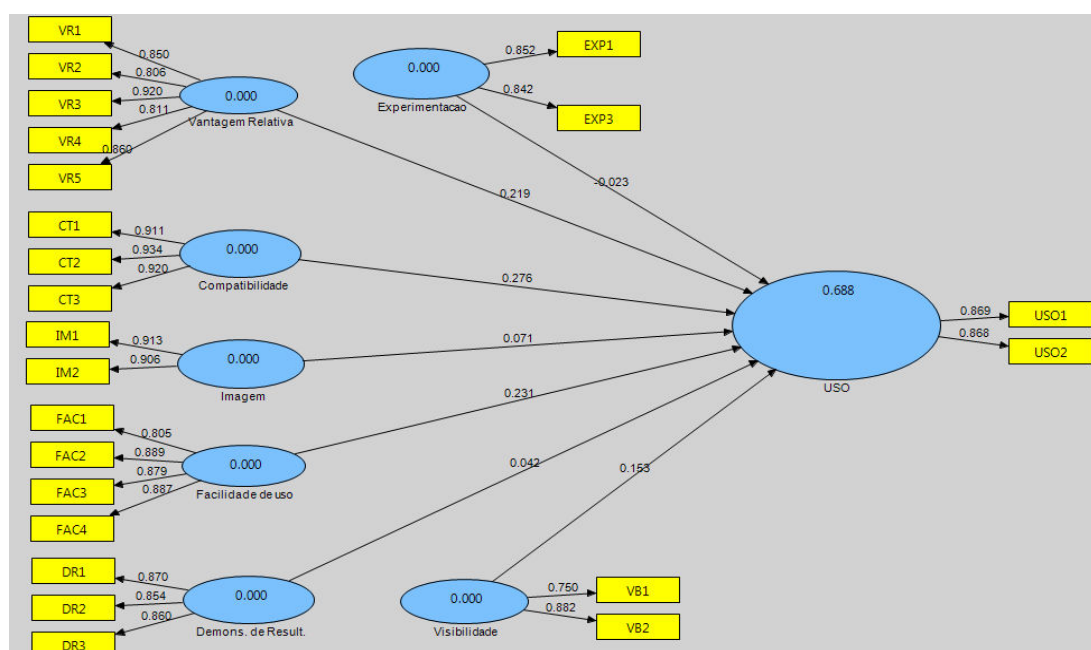 VR1
0.850
VR2
0.806
VR3
0.920
VR4
0.811
VR5
0.860
0.000
Vantagem Relativa
0.000
Experimentacao
0.852
EXP1
0.842
EXP3
-0.023
0.219
CT1
0.911
CT2
0.934
CT3
0.920
0.000
Compatibilidade
0.276
IM1
0.913
IM2
0.906
0.000
Imagem
0.071
FAC1
0.805
FAC2
0.889
FAC3
0.879
FAC4
0.887
0.000
Facilidade de uso
0.231
DR1
0.870
DR2
0.854
DR3
0.860
0.000
Demons. de Result.
0.042
0.000
Visibilidade
0.153
0.750
VB1
0.882
VB2
0.688
USO
0.869
USO1
0.868
USO2